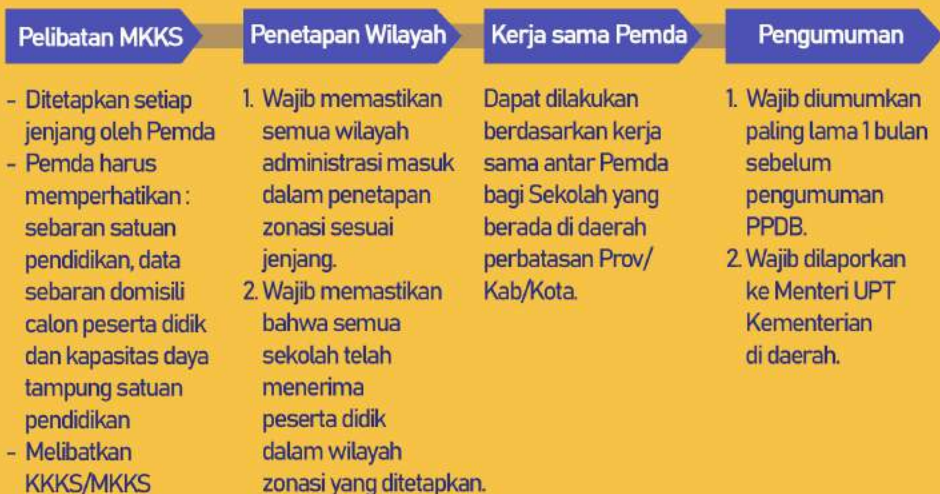 Pelibatan MKKS
- Ditetapkan setiap
jenjang oleh Pemda
- Pemda harus
memperhatikan :
sebaran satuan
pendidikan, data
sebaran domisili
calon peserta didik
dan kapasitas daya
tampung satuan
pendidikan
- Melibatkan
KKKS/MKKS
Penetapan Wilayah
1. Wajib memastikan
semua wilayah
administrasi masuk
dalam penetapan
zonasi sesuai
jenjang.
2. Wajib memastikan
bahwa semua
sekolah telah
menerima
peserta didik
dalam wilayah
zonasi yang ditetapkan.
Kerja sama Pemda
Dapat dilakukan
berdasarkan kerja
sama antar Pemda
bagi Sekolah yang
berada di daerah
perbatasan Prov/
Kab/Kota.
Pengumuman
1. Wajib diumumkan
paling lama 1 bulan
sebelum
pengumuman
PPDB.
2. Wajib dilaporkan
ke Menteri UPT
Kementerian
di daerah.